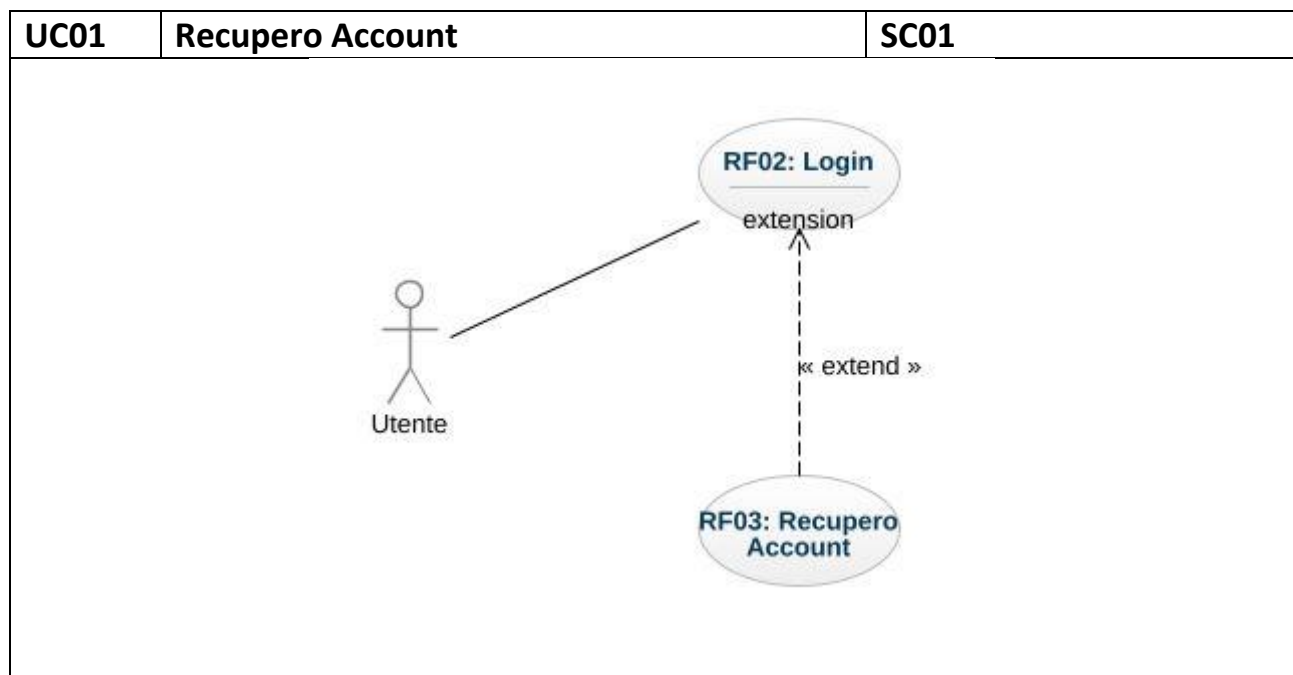 UC01 Recupero Account SC01
RF02: Login
extension
Utente
« extend »
RF03: Recupero
Account